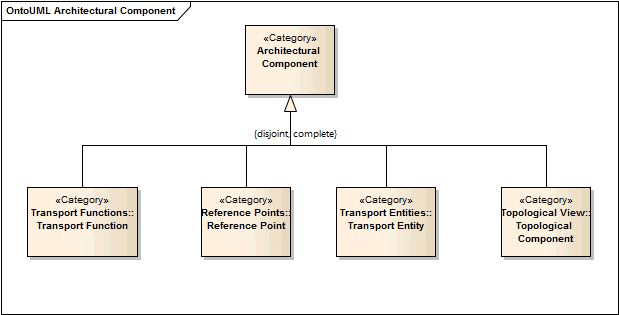 OntoUML Architectural Component
«Category»
Architectural
Component
{disjoint, complete}
«Category»
Transport Functions::
Transport Function
«Category»
Reference Points::
Reference Point
«Category»
Transport Entities::
Transport Entity
«Category»
Topological View::
Topological
Component